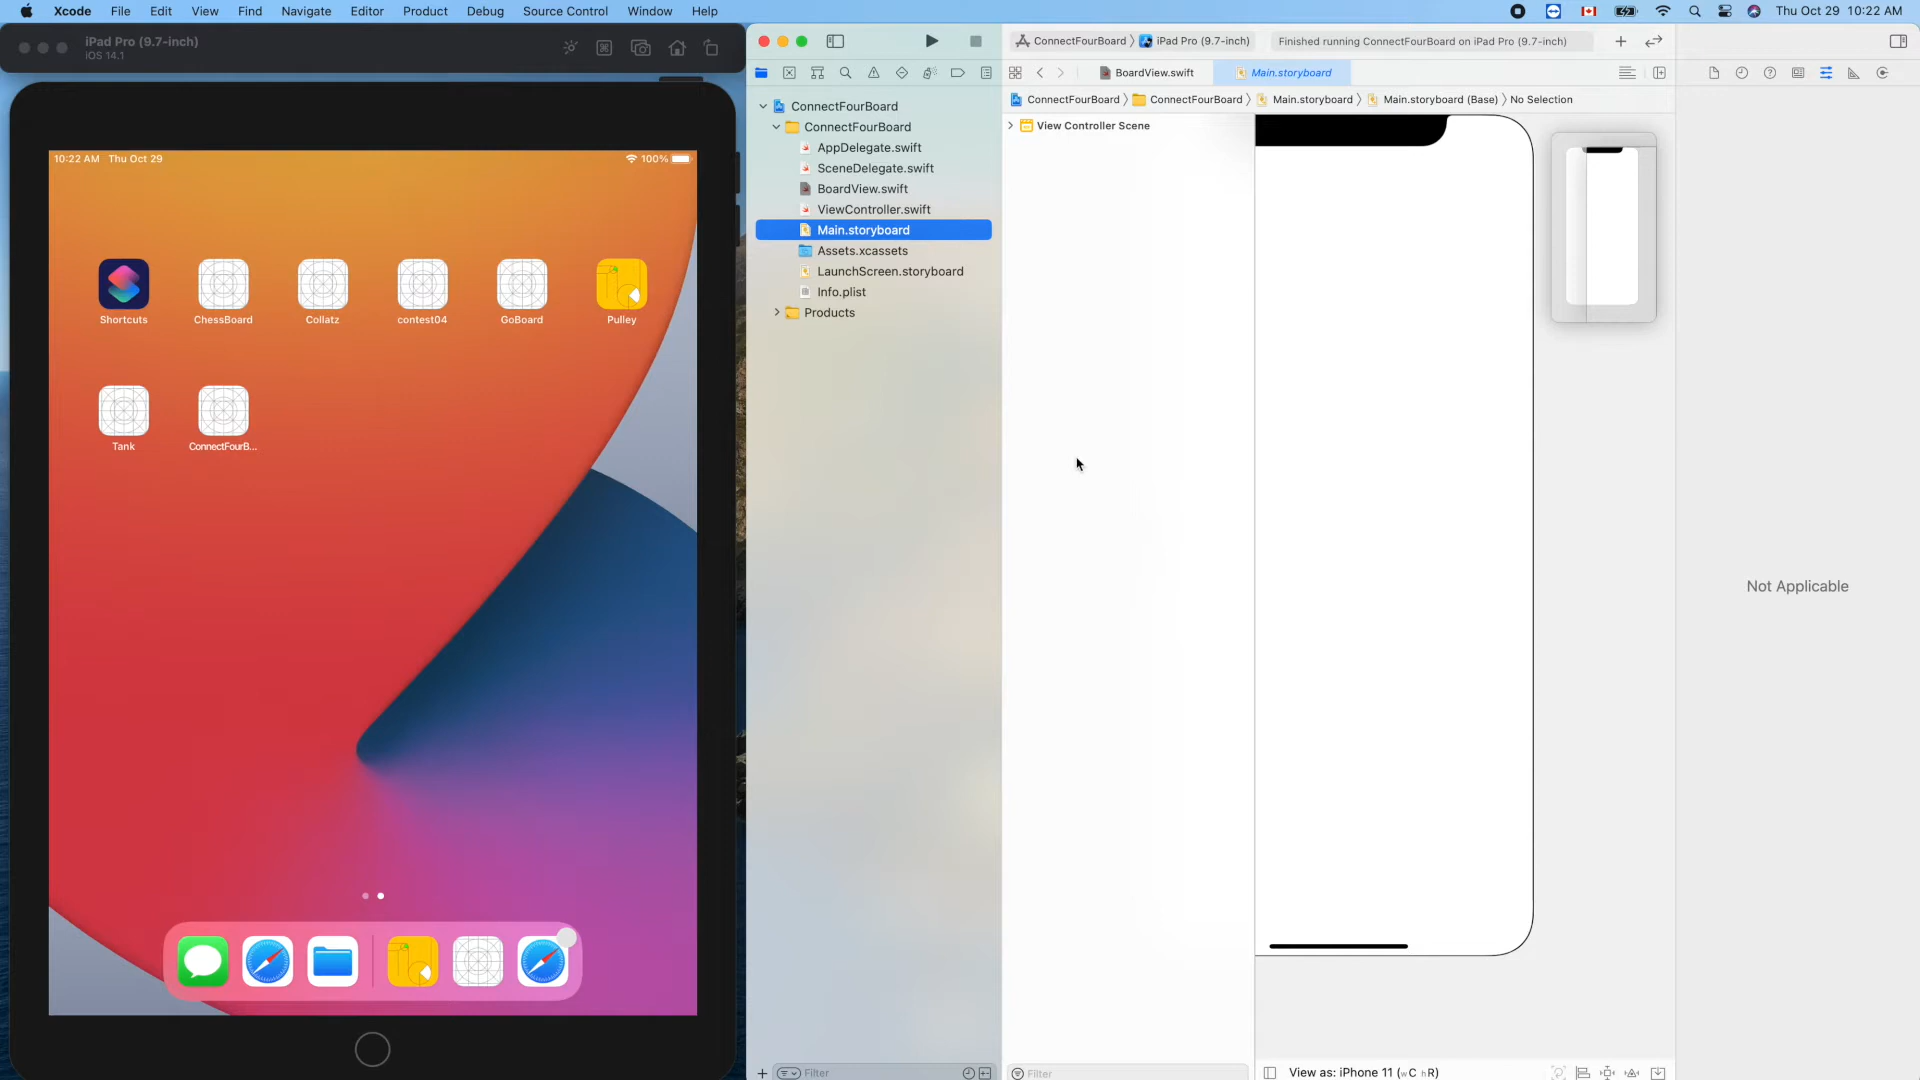 Xcode File Edit View Find Navigate Editor Product Debug Source Control Window Help Thu Oct 29 10:22 AM
iPad Pro (9.7-inch)
iOS 14.1
10:22 AM Thu Oct 29 100%
Shortcuts ChessBoard Collatz contest04 GoBoard Pulley
Tank ConnectFourB...
ConnectFourBoard iPad Pro (9.7-inch) Finished running ConnectFourBoard on iPad Pro (9.7-inch)
BoardView.swift Main.storyboard
ConnectFourBoard ConnectFourBoard Main.storyboard Main.storyboard (Base) No Selection
ConnectFourBoard
ConnectFourBoard
AppDelegate.swift
SceneDelegate.swift
BoardView.swift
ViewController.swift
Main.storyboard
Assets.xcassets
LaunchScreen.storyboard
Info.plist
Products
View Controller Scene
Not Applicable
Filter
Filter
View as: iPhone 11 (wC hR)